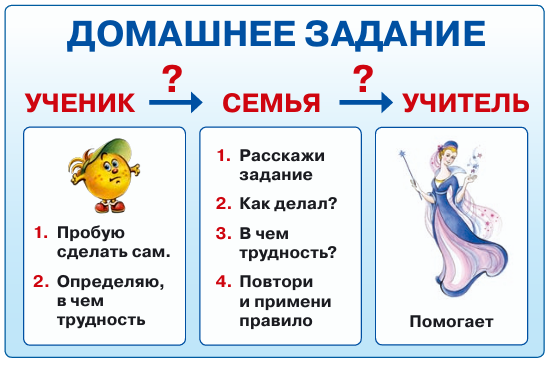 ДОМАШНЕЕ ЗАДАНИЕ
УЧЕНИК ? СЕМЬЯ ? УЧИТЕЛЬ
1. Пробую
сделать сам.
2. Определяю,
в чем
трудность
1. Расскажи
задание
2. Как делал?
3. В чем
трудность?
4. Повтори
и примени
правило
Помогает